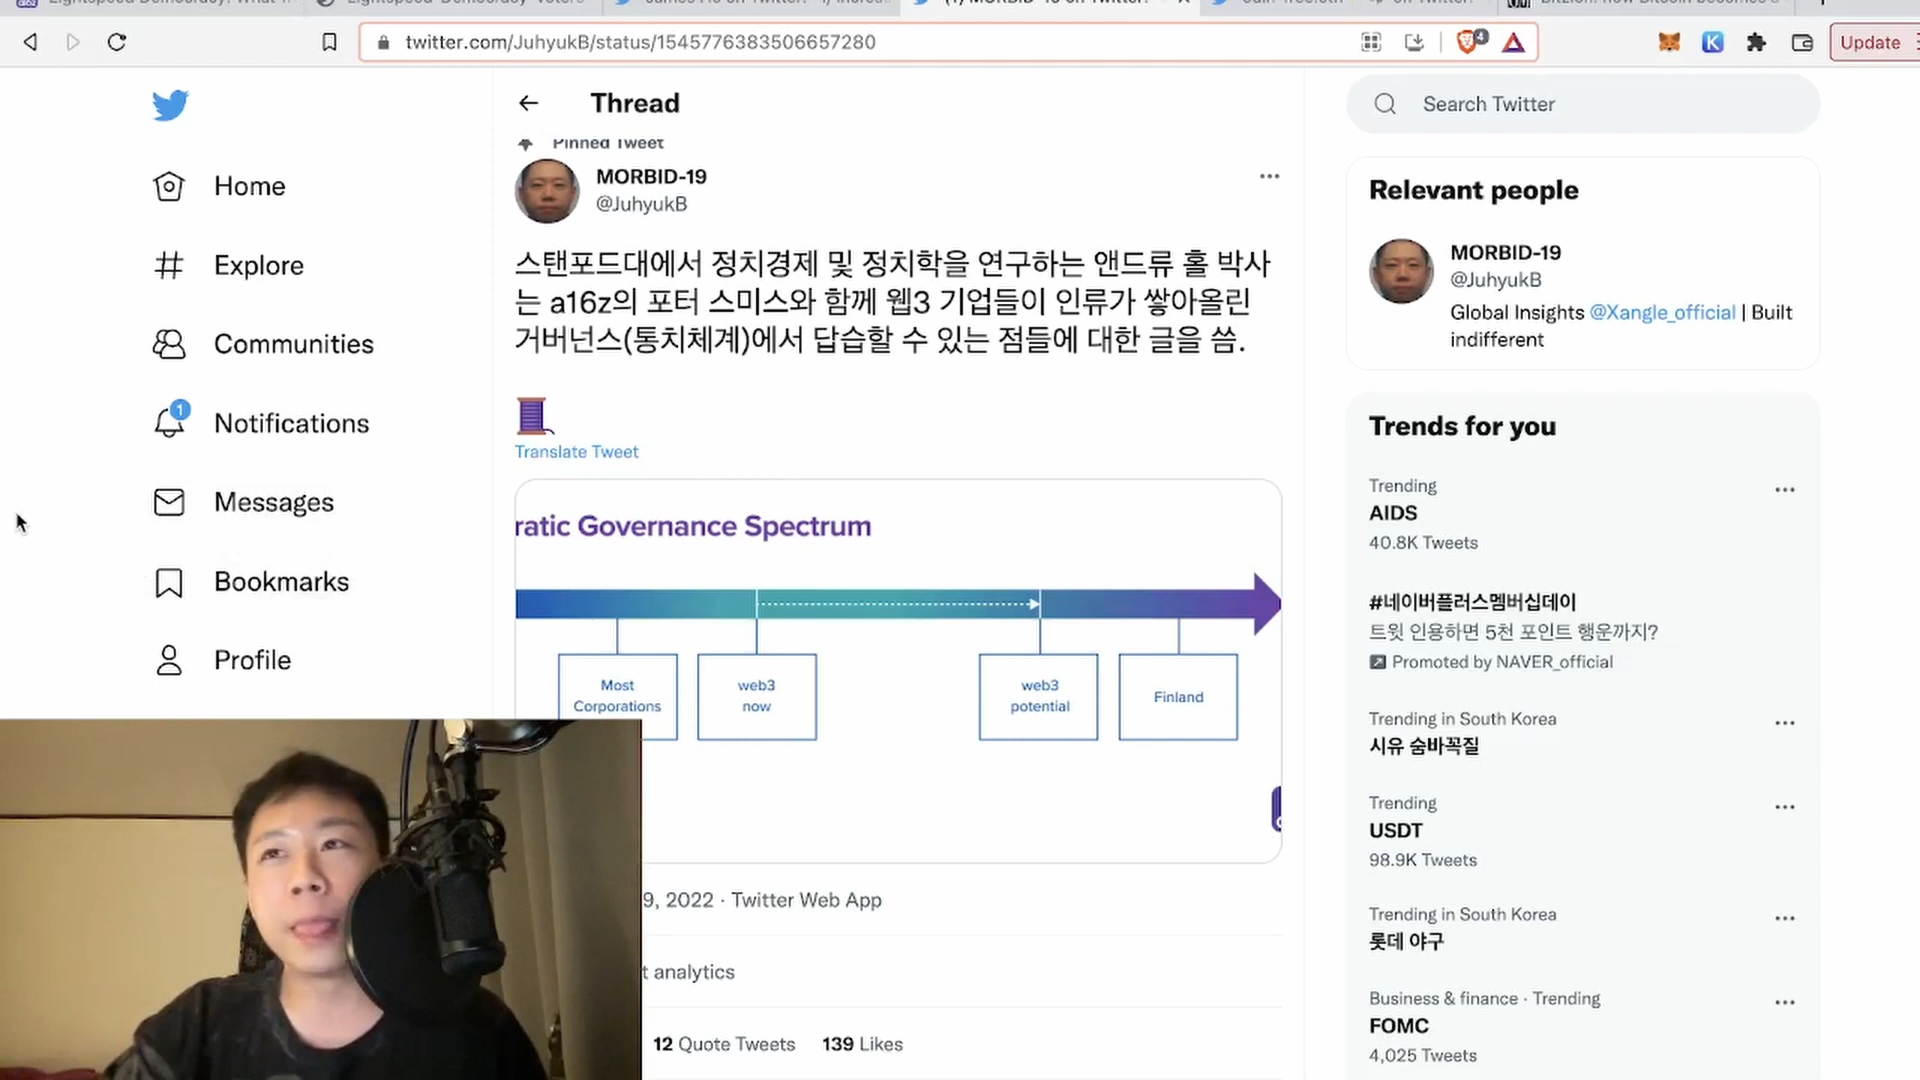 twitter.com/JuhyukB/status/1545776383506657280
4
Update
Home
Explore
Communities
1
Notifications
Messages
Bookmarks
Profile
Thread
Pinned Tweet
MORBID-19
@JuhyukB
스탠포드대에서 정치경제 및 정치학을 연구하는 앤드류 홀 박사
는 a16z의 포터 스미스와 함께 웹3 기업들이 인류가 쌓아올린
거버넌스(통치체계)에서 답습할 수 있는 점들에 대한 글을 씀.
Translate Tweet
ratic Governance Spectrum
Most
Corporations
web3
now
web3
potential
Finland
9, 2022 · Twitter Web App
t analytics
12 Quote Tweets 139 Likes
Search Twitter
Relevant people
MORBID-19
@JuhyukB
Global Insights @Xangle_official | Built
indifferent
Trends for you
Trending
AIDS
40.8K Tweets
#네이버플러스멤버십데이
트윗 인용하면 5천 포인트 행운까지?
Promoted by NAVER_official
Trending in South Korea
시유 숨바꼭질
Trending
USDT
98.9K Tweets
Trending in South Korea
롯데 야구
Business & finance · Trending
FOMC
4,025 Tweets